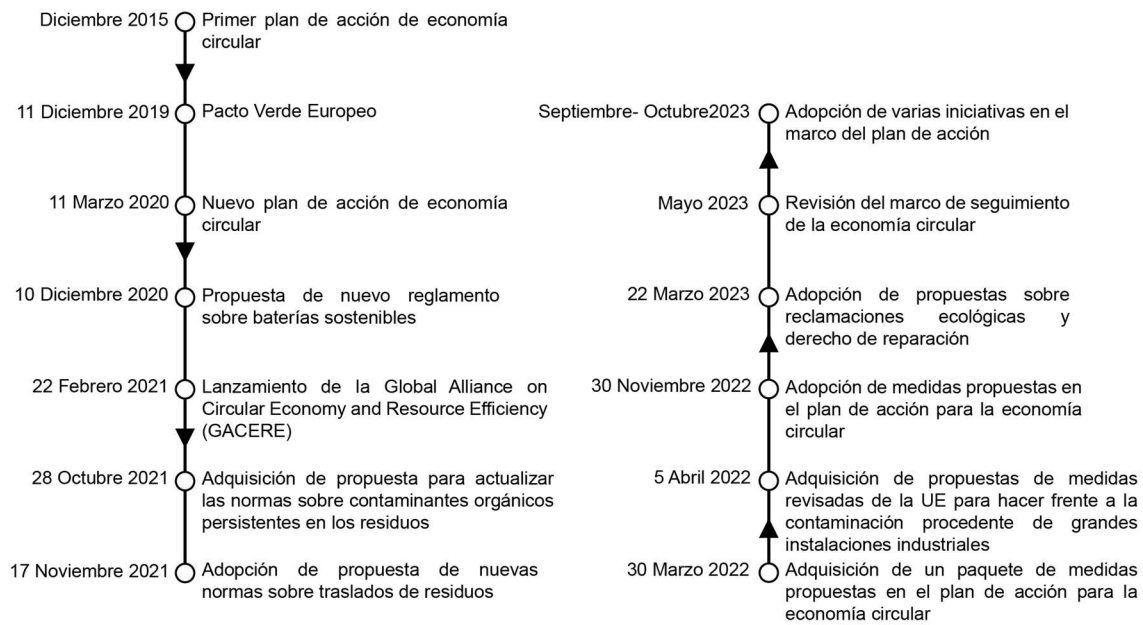 Diciembre 2015
Primer plan de acción de economía
circular
11 Diciembre 2019
Pacto Verde Europeo
11 Marzo 2020
Nuevo plan de acción de economía
circular
10 Diciembre 2020
Propuesta de nuevo reglamento
sobre baterías sostenibles
22 Febrero 2021
Lanzamiento de la Global Alliance on
Circular Economy and Resource Efficiency
(GACERE)
28 Octubre 2021
Adquisición de propuesta para actualizar
las normas sobre contaminantes orgánicos
persistentes en los residuos
17 Noviembre 2021
Adopción de propuesta de nuevas
normas sobre traslados de residuos
Septiembre- Octubre2023
Adopción de varias iniciativas en el
marco del plan de acción
Mayo 2023
Revisión del marco de seguimiento
de la economía circular
22 Marzo 2023
Adopción de propuestas sobre
reclamaciones ecológicas y
derecho de reparación
30 Noviembre 2022
Adopción de medidas propuestas en
el plan de acción para la economía
circular
5 Abril 2022
Adquisición de propuestas de medidas
revisadas de la UE para hacer frente a la
contaminación procedente de grandes
instalaciones industriales
30 Marzo 2022
Adquisición de un paquete de medidas
propuestas en el plan de acción para la
economía circular